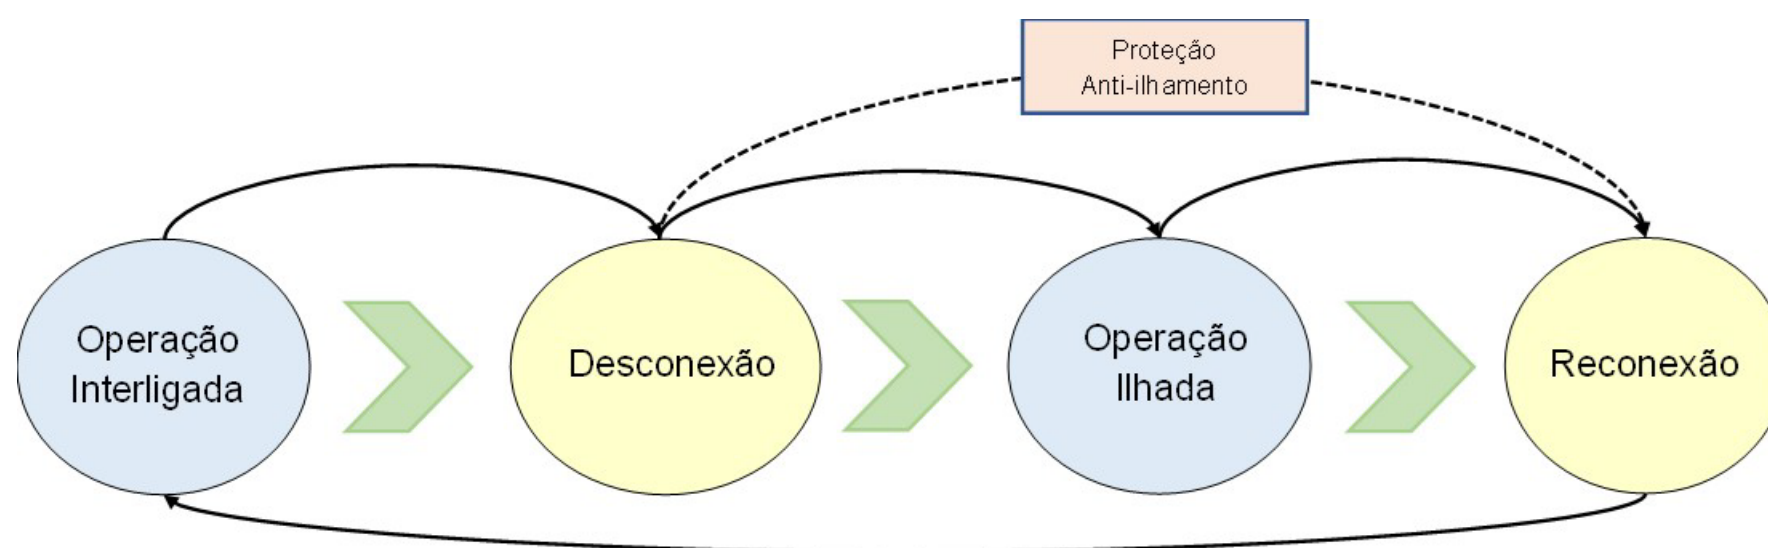 Proteção
Anti-ilhamento
Operação
Interligada
Desconexão
Operação
Ilhada
Reconexão